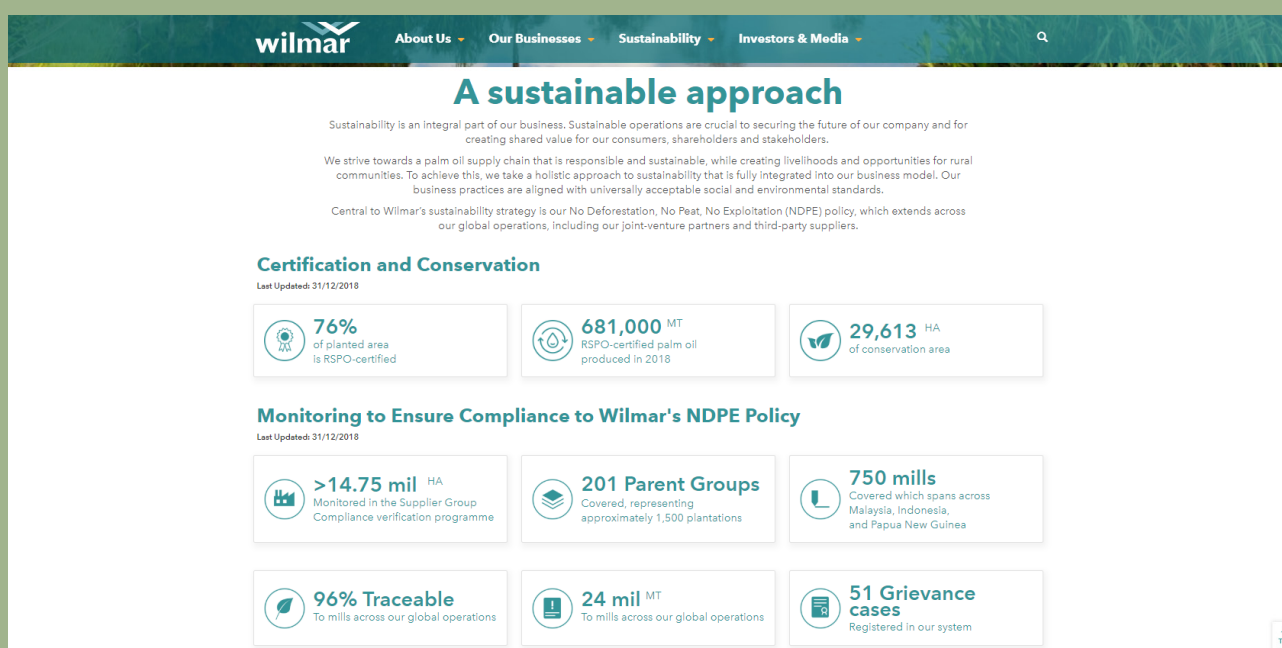 wilmar
About Us
Our Businesses
Sustainability
Investors & Media
A sustainable approach
Sustainability is an integral part of our business. Sustainable operations are crucial to securing the future of our company and for
creating shared value for our consumers, shareholders and stakeholders.
We strive towards a palm oil supply chain that is responsible and sustainable, while creating livelihoods and opportunities for rural
communities. To achieve this, we take a holistic approach to sustainability that is fully integrated into our business model. Our
business practices are aligned with universally acceptable social and environmental standards.
Central to Wilmar's sustainability strategy is our No Deforestation, No Peat, No Exploitation (NDPE) policy, which extends across
our global operations, including our joint-venture partners and third-party suppliers.
Certification and Conservation
Last Updated: 31/12/2018
76%
of planted area
is RSPO-certified
681,000 MT
RSPO-certified palm oil
produced in 2018
29,613 HA
of conservation area
Monitoring to Ensure Compliance to Wilmar's NDPE Policy
Last Updated: 31/12/2018
>14.75 mil HA
Monitored in the Supplier Group
Compliance verification programme
201 Parent Groups
Covered, representing
approximately 1,500 plantations
750 mills
Covered which spans across
Malaysia, Indonesia,
and Papua New Guinea
96% Traceable
To mills across our global operations
24 mil MT
To mills across our global operations
51 Grievance
cases
Registered in our system